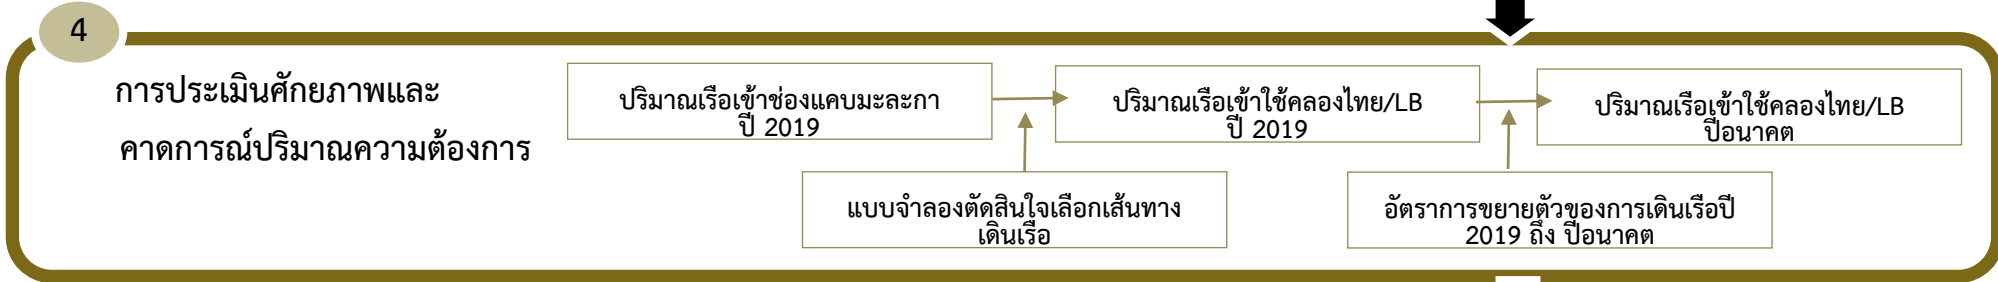 4
การประเมินศักยภาพและ
คาดการณ์ปริมาณความต้องการ
ปริมาณเรือเข้าช่องแคบมะละกา
ปี 2019
ปริมาณเรือเข้าใช้คลองไทย/LB
ปี 2019
ปริมาณเรือเข้าใช้คลองไทย/LB
ปีอนาคต
แบบจำลองตัดสินใจเลือกเส้นทาง
เดินเรือ
อัตราการขยายตัวของการเดินเรือปี
2019 ถึง ปีอนาคต